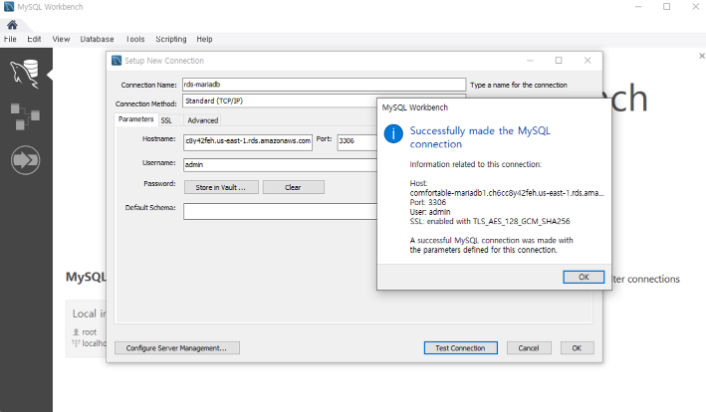 MySQL Workbench
File Edit View Database Tools Scripting Help
Setup New Connection
Connection Name: rds-mariadb Type a name for the connection
Connection Method: Standard (TCP/IP)
Parameters SSL Advanced
Hostname: c8y42feh.us-east-1.rds.amazonaws.com Port: 3306
Username: admin
Password: Store in Vault ... Clear
Default Schema:
MySQL Workbench
Successfully made the MySQL
connection
Information related to this connection:
Host:
comfortable-mariadb1.ch6cc8y42feh.us-east-1.rds.ama...
Port: 3306
User: admin
SSL: enabled with TLS_AES_128_GCM_SHA256
A successful MySQL connection was made with
the parameters defined for this connection.
OK
Configure Server Management... Test Connection Cancel OK
ch
MySQL
ter connections
Local in
root
localho